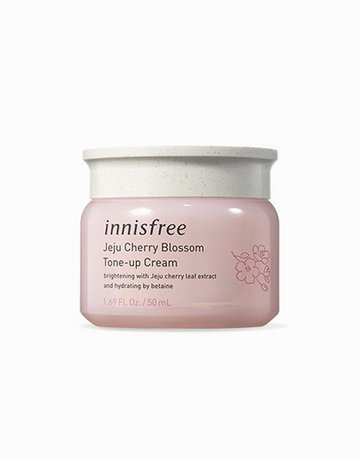 innisfree
Jeju Cherry Blossom
Tone-up Cream
brightening with Jeju cherry leaf extract
and hydrating by betaine
1.69 FL. Oz. / 50 mL